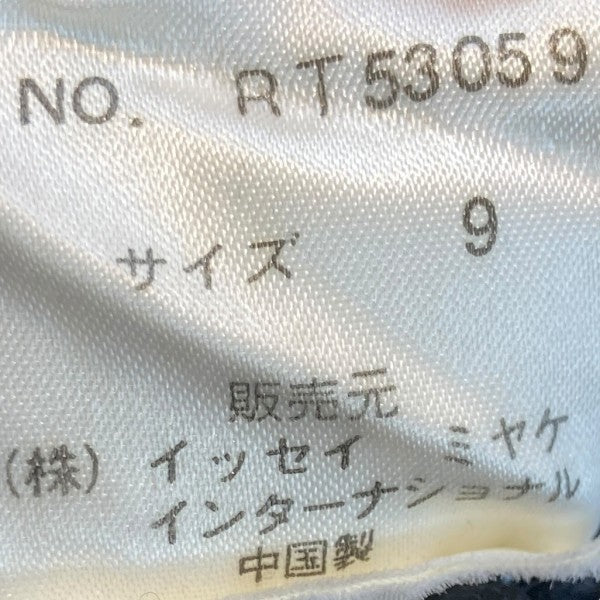 NO. RT53059
サイズ 9
販売元
(株) イッセイ ミヤケ
インターナショナル
中国製